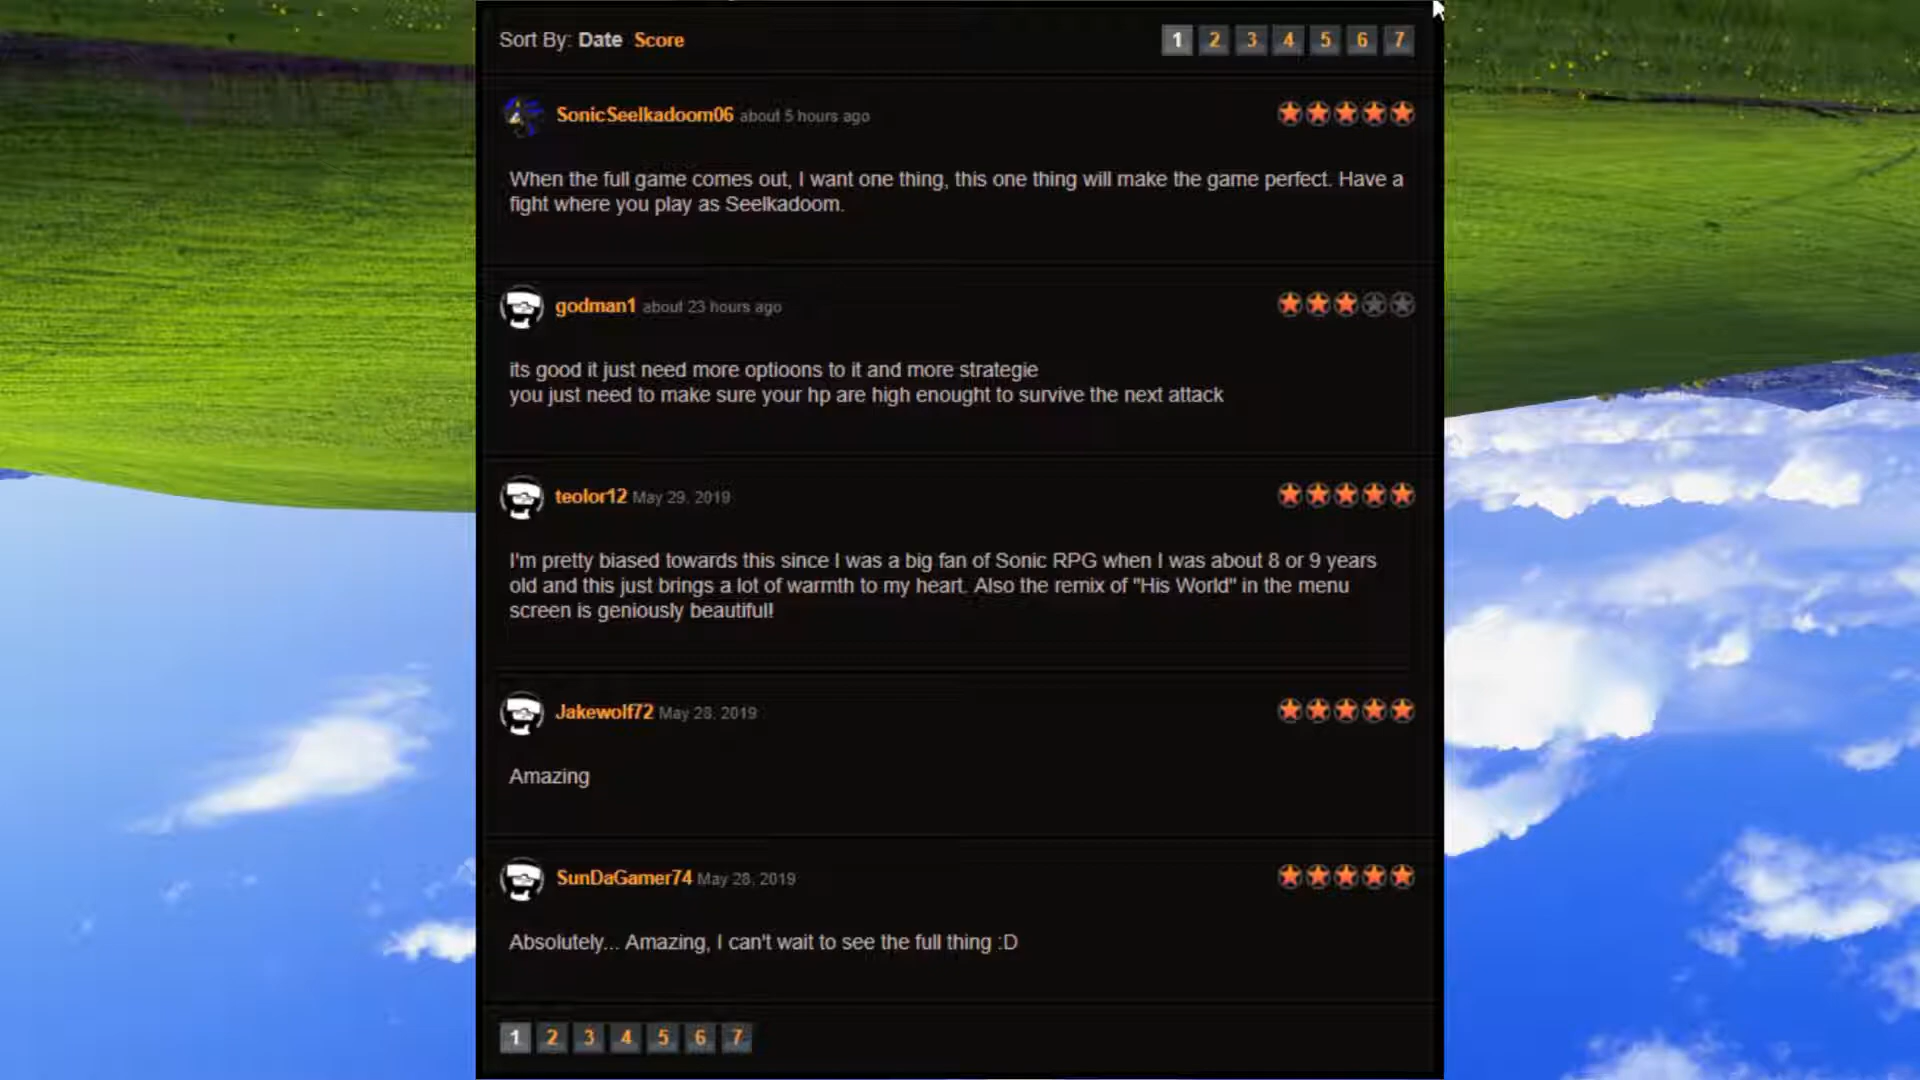 Sort By: Date Score
1 2 3 4 5 6 7
SonicSeelkadoom06 about 5 hours ago
When the full game comes out, I want one thing, this one thing will make the game perfect. Have a
fight where you play as Seelkadoom.
godman1 about 23 hours ago
its good it just need more optioons to it and more strategie
you just need to make sure your hp are high enought to survive the next attack
teolor12 May 29, 2019
I'm pretty biased towards this since I was a big fan of Sonic RPG when I was about 8 or 9 years
old and this just brings a lot of warmth to my heart. Also the remix of "His World" in the menu
screen is geniously beautiful!
Jakewolf72 May 28, 2019
Amazing
SunDaGamer74 May 28, 2019
Absolutely... Amazing, I can't wait to see the full thing :D
1 2 3 4 5 6 7